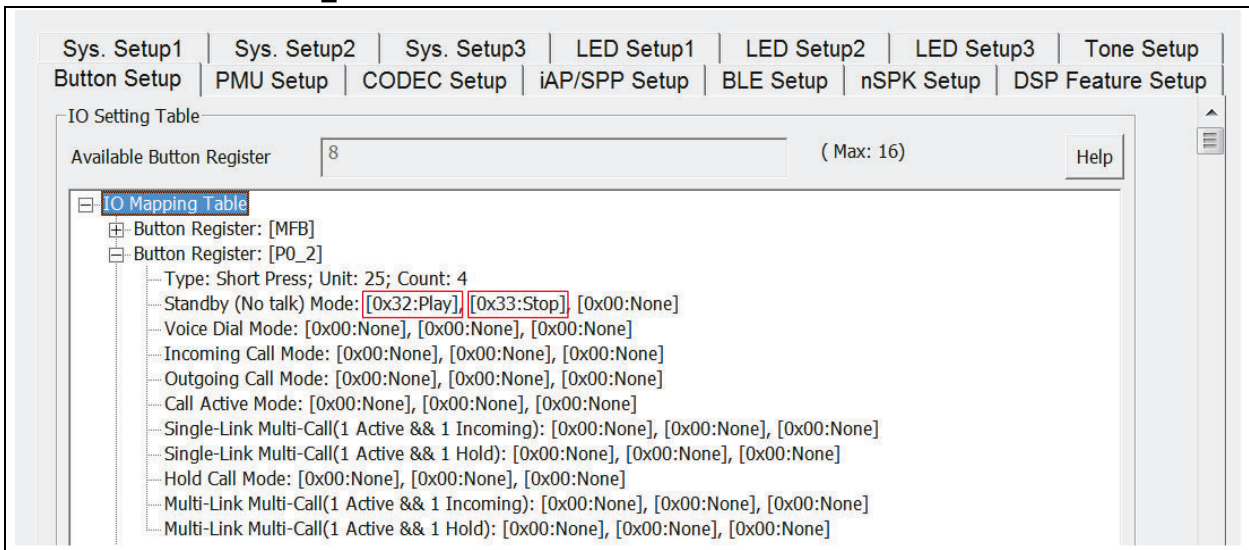 Sys. Setup1 Sys. Setup2 Sys. Setup3 LED Setup1 LED Setup2 LED Setup3 Tone Setup
Button Setup PMU Setup CODEC Setup iAP/SPP Setup BLE Setup nSPK Setup DSP Feature Setup
IO Setting Table
Available Button Register 8 ( Max: 16) Help
IO Mapping Table
Button Register: [MFB]
Button Register: [P0_2]
Type: Short Press; Unit: 25; Count: 4
Standby (No talk) Mode: [0x32:Play], [0x33:Stop], [0x00:None]
Voice Dial Mode: [0x00:None], [0x00:None], [0x00:None]
Incoming Call Mode: [0x00:None], [0x00:None], [0x00:None]
Outgoing Call Mode: [0x00:None], [0x00:None], [0x00:None]
Call Active Mode: [0x00:None], [0x00:None], [0x00:None]
Single-Link Multi-Call(1 Active && 1 Incoming): [0x00:None], [0x00:None], [0x00:None]
Single-Link Multi-Call(1 Active && 1 Hold): [0x00:None], [0x00:None], [0x00:None]
Hold Call Mode: [0x00:None], [0x00:None], [0x00:None]
Multi-Link Multi-Call(1 Active && 1 Incoming): [0x00:None], [0x00:None], [0x00:None]
Multi-Link Multi-Call(1 Active && 1 Hold): [0x00:None], [0x00:None], [0x00:None]